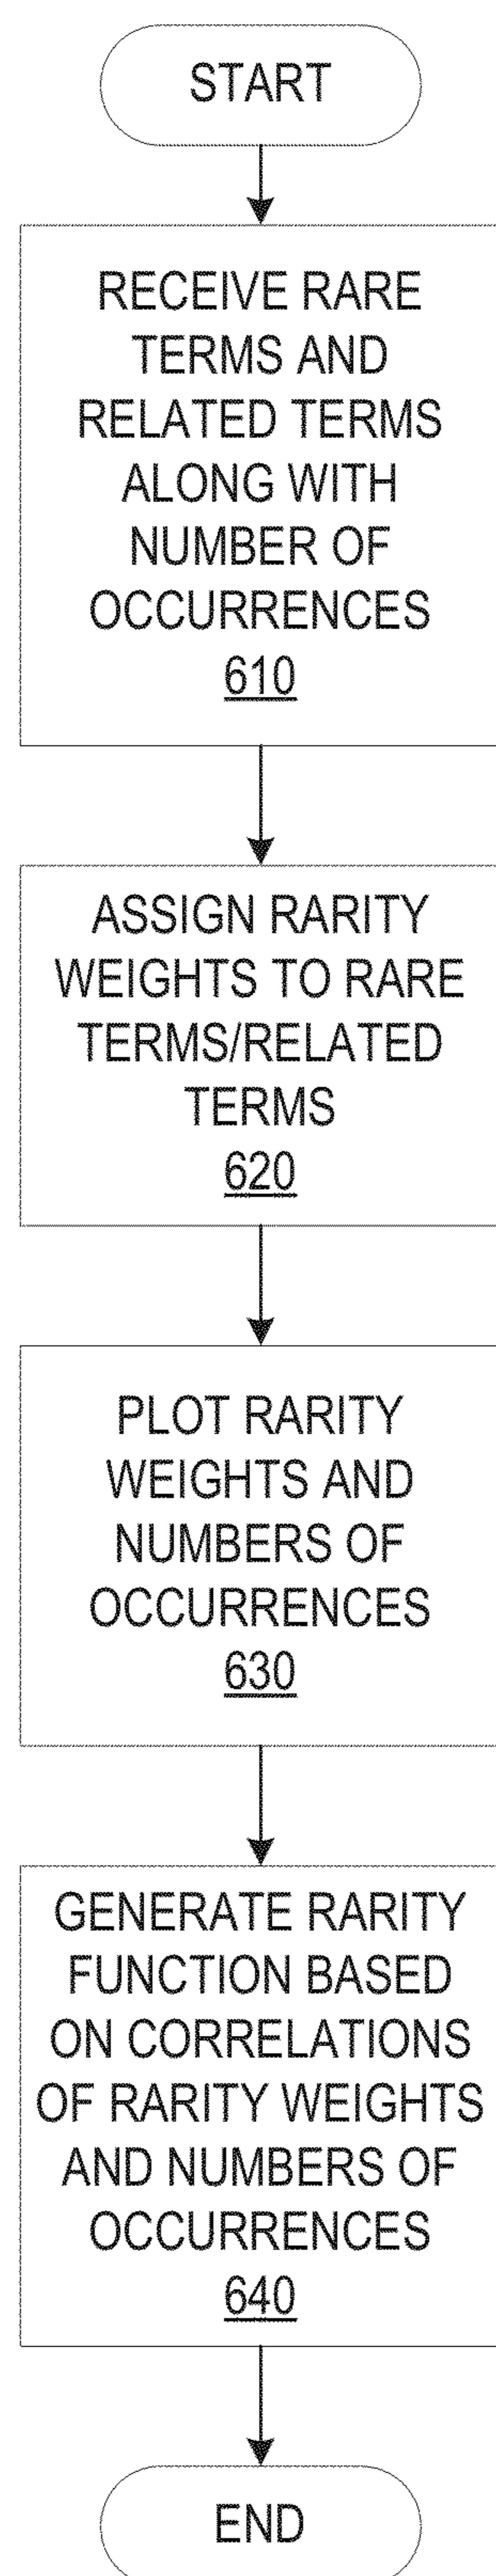 START
RECEIVE RARE
TERMS AND
RELATED TERMS
ALONG WITH
NUMBER OF
OCCURRENCES
610
ASSIGN RARITY
WEIGHTS TO RARE
TERMS/RELATED
TERMS
620
PLOT RARITY
WEIGHTS AND
NUMBERS OF
OCCURRENCES
630
GENERATE RARITY
FUNCTION BASED
ON CORRELATIONS
OF RARITY WEIGHTS
AND NUMBERS OF
OCCURRENCES
640
END